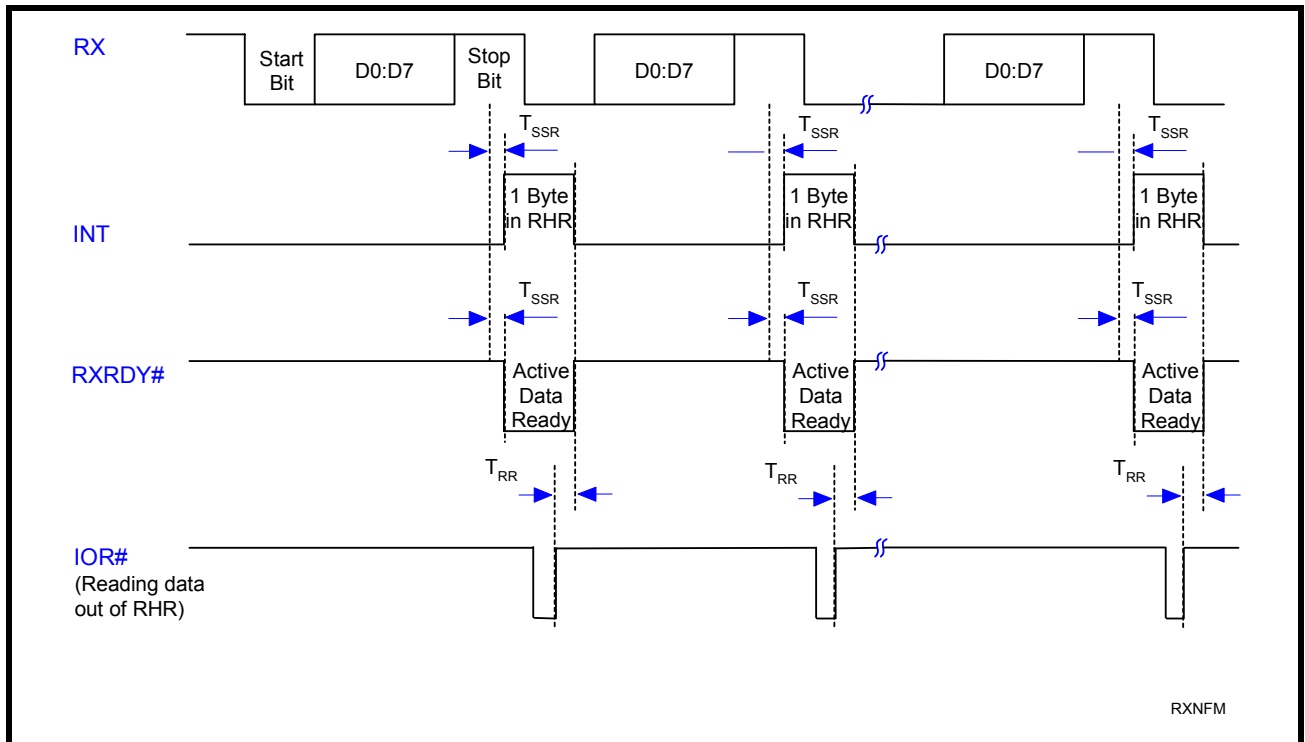 RX
Start
Bit
D0:D7
Stop
Bit
D0:D7
D0:D7
TSSR
TSSR
TSSR
INT
1 Byte
in RHR
1 Byte
in RHR
1 Byte
in RHR
TSSR
TSSR
TSSR
RXRDY#
Active
Data
Ready
Active
Data
Ready
Active
Data
Ready
TRR
TRR
TRR
IOR#
(Reading data
out of RHR)
RXNFM